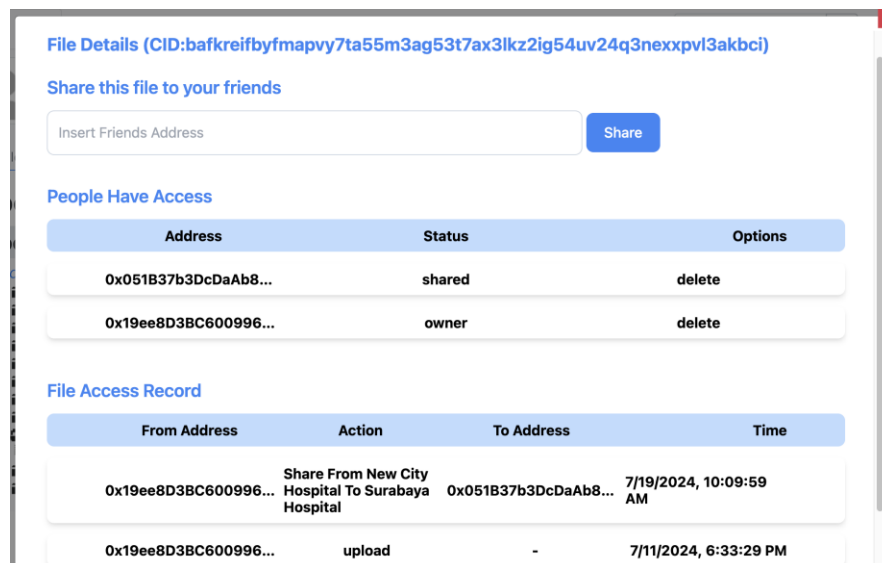 File Details (CID:bafkreifbyfmapvy7ta55m3ag53t7ax3lkz2ig54uv24q3nexxpvl3akbci)
Share this file to your friends
Insert Friends Address
Share
People Have Access
Address Status Options
0x051B37b3DcDaAb8... shared delete
0x19ee8D3BC600996... owner delete
File Access Record
From Address Action To Address Time
0x19ee8D3BC600996... Share From New City Hospital To Surabaya Hospital 0x051B37b3DcDaAb8... 7/19/2024, 10:09:59 AM
0x19ee8D3BC600996... upload - 7/11/2024, 6:33:29 PM